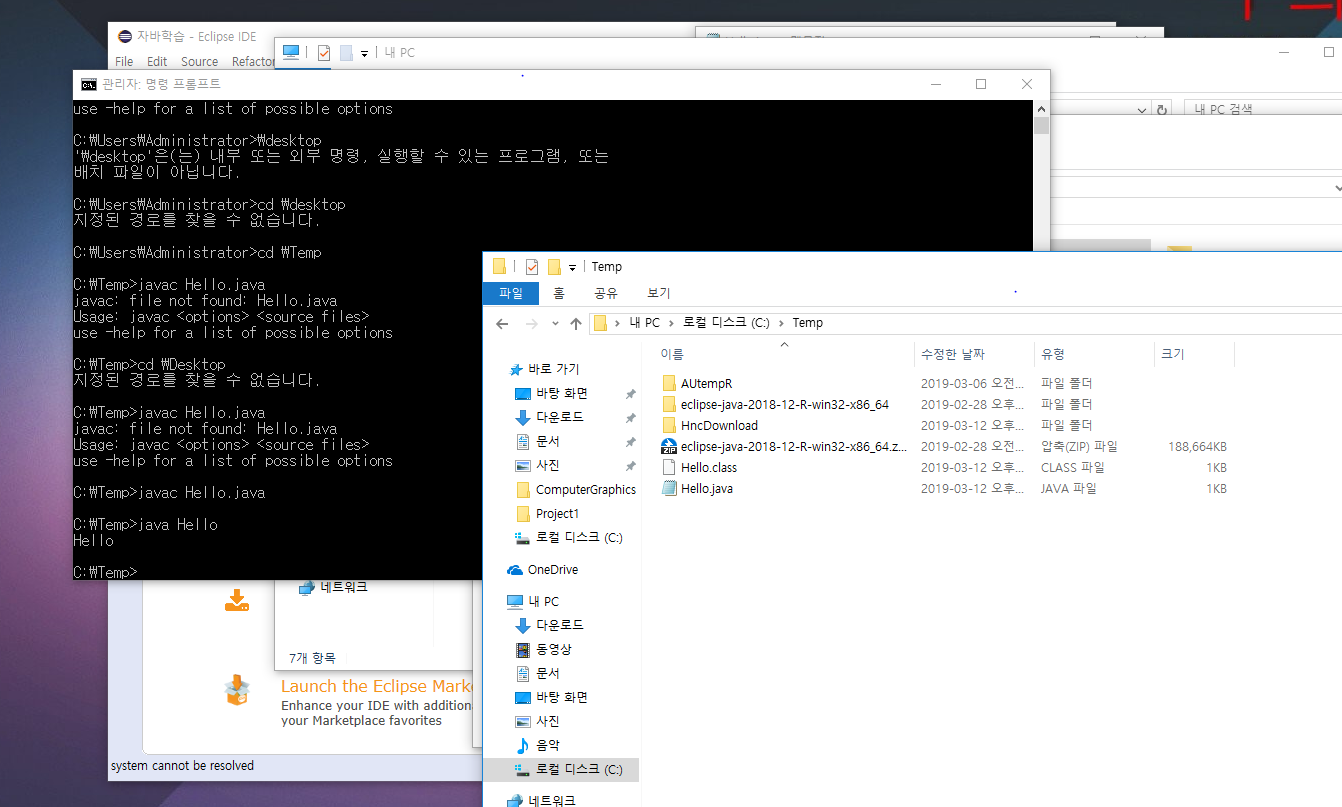 자바학습 - Eclipse IDE
File Edit Source Refactor
내 PC
내 PC 검색
관리자: 명령 프롬프트
use -help for a list of possible options
C:\Users\Administrator>\desktop
'\desktop'은(는) 내부 또는 외부 명령, 실행할 수 있는 프로그램, 또는
배치 파일이 아닙니다.
C:\Users\Administrator>cd \desktop
지정된 경로를 찾을 수 없습니다.
C:\Users\Administrator>cd \Temp
C:\Temp>javac Hello.java
javac: file not found: Hello.java
Usage: javac <options> <source files>
use -help for a list of possible options
C:\Temp>cd \Desktop
지정된 경로를 찾을 수 없습니다.
C:\Temp>javac Hello.java
javac: file not found: Hello.java
Usage: javac <options> <source files>
use -help for a list of possible options
C:\Temp>javac Hello.java
C:\Temp>java Hello
Hello
C:\Temp>
Temp
파일 홈 공유 보기
내 PC > 로컬 디스크 (C:) > Temp
이름 수정한 날짜 유형 크기
AUtempR 2019-03-06 오전... 파일 폴더
eclipse-java-2018-12-R-win32-x86_64 2019-02-28 오후... 파일 폴더
HncDownload 2019-03-12 오후... 파일 폴더
eclipse-java-2018-12-R-win32-x86_64.z... 2019-02-28 오전... 압축(ZIP) 파일 188,664KB
Hello.class 2019-03-12 오후... CLASS 파일 1KB
Hello.java 2019-03-12 오후... JAVA 파일 1KB
바로 가기
바탕 화면
다운로드
문서
사진
ComputerGraphics
Project1
로컬 디스크 (C:)
OneDrive
내 PC
다운로드
동영상
문서
바탕 화면
사진
음악
로컬 디스크 (C:)
네트워크
네트워크
7개 항목
Launch the Eclipse Marke
Enhance your IDE with addition
your Marketplace favorites
system cannot be resolved